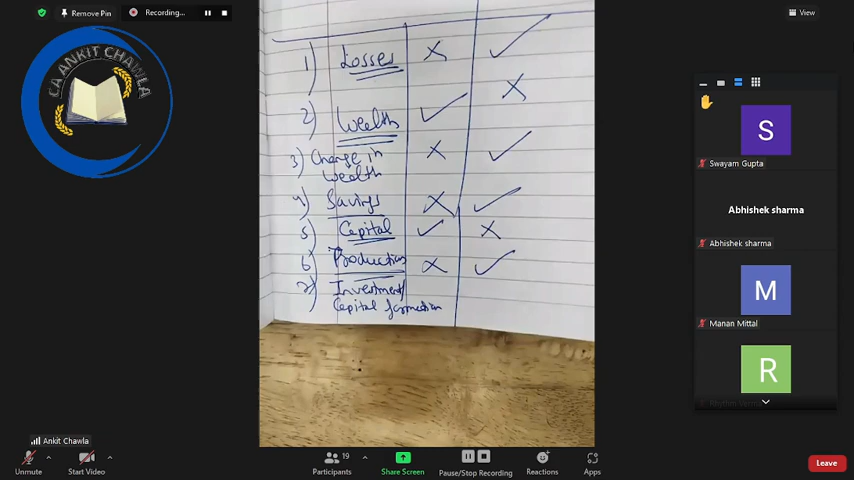 Remove Pin
Recording...
View
CA ANKIT CHAWLA
1) Losses ✗ ✓
2) Wealth ✓ ✗
3) Change in
Wealth ✗ ✓
4) Savings ✗ ✓
5) Capital ✓ ✗
6) Production ✗ ✓
7) Investment/
Capital formation
S
Swayam Gupta
Abhishek sharma
Abhishek sharma
M
Manan Mittal
R
Ankit Chawla
Unmute
Start Video
19
Participants
Share Screen
Pause/Stop Recording
Reactions
Apps
Leave